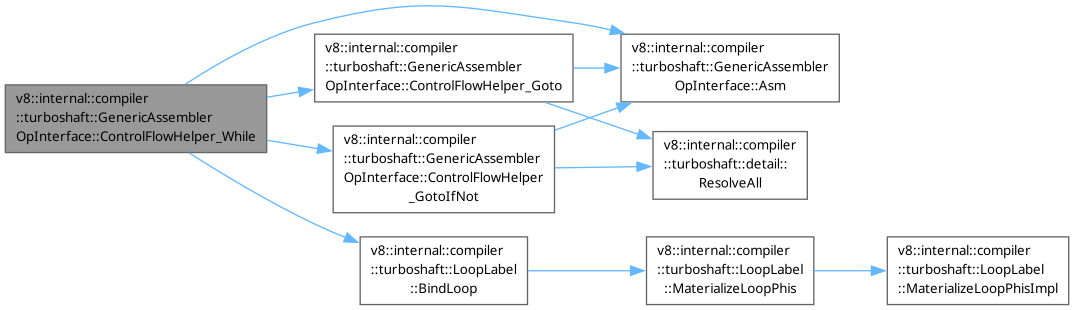 v8::internal::compiler
::turboshaft::GenericAssembler
OpInterface::ControlFlowHelper_While
v8::internal::compiler
::turboshaft::GenericAssembler
OpInterface::ControlFlowHelper_Goto
v8::internal::compiler
::turboshaft::GenericAssembler
OpInterface::Asm
v8::internal::compiler
::turboshaft::GenericAssembler
OpInterface::ControlFlowHelper
_GotoIfNot
v8::internal::compiler
::turboshaft::detail::
ResolveAll
v8::internal::compiler
::turboshaft::LoopLabel
::BindLoop
v8::internal::compiler
::turboshaft::LoopLabel
::MaterializeLoopPhis
v8::internal::compiler
::turboshaft::LoopLabel
::MaterializeLoopPhisImpl